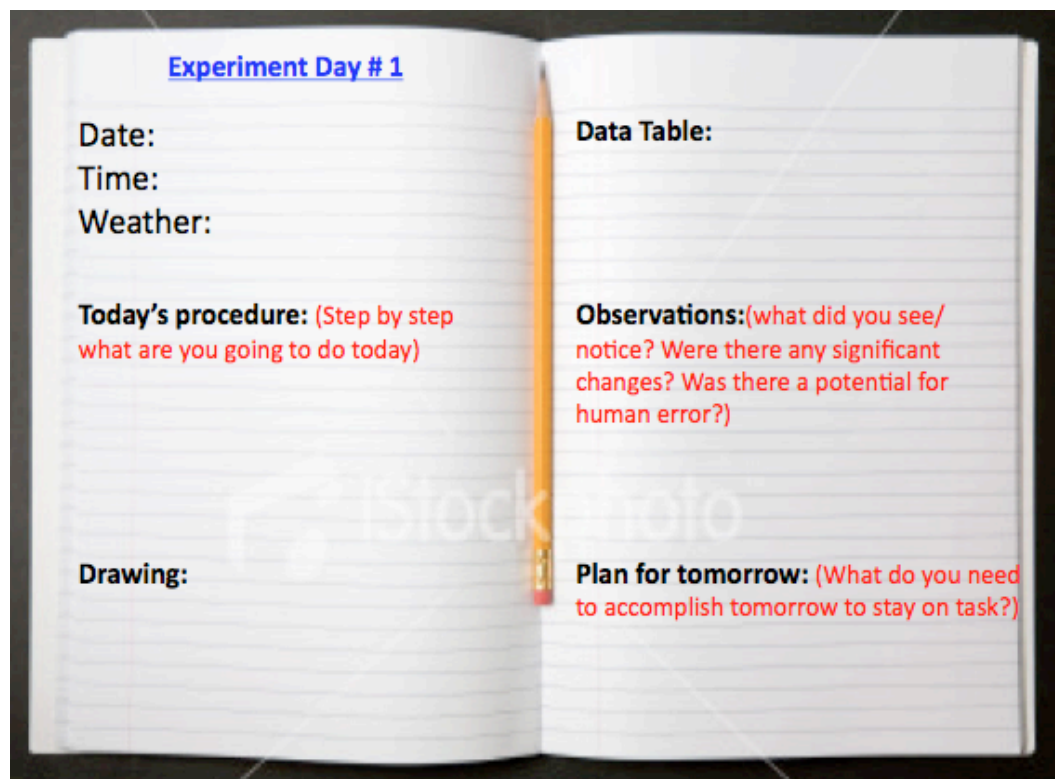 Experiment Day # 1
Date:
Time:
Weather:
Today's procedure: (Step by step
what are you going to do today)
Drawing:
Data Table:
Observations:(what did you see/
notice? Were there any significant
changes? Was there a potential for
human error?)
Plan for tomorrow: (What do you need
to accomplish tomorrow to stay on task?)
iStockphoto